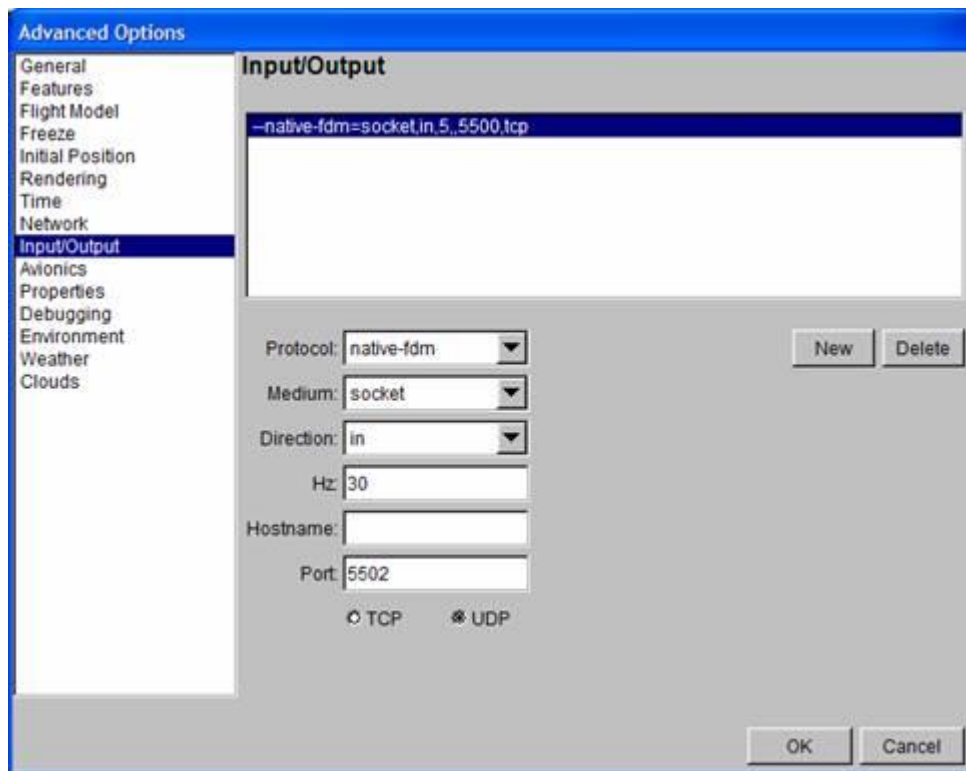 Advanced Options
General
Features
Flight Model
Freeze
Initial Position
Rendering
Time
Network
Input/Output
Avionics
Properties
Debugging
Environment
Weather
Clouds
Input/Output
--native-fdm=socket,in,5,,5500,tcp
Protocol: native-fdm
New Delete
Medium: socket
Direction: in
Hz: 30
Hostname:
Port: 5502
TCP UDP
OK Cancel